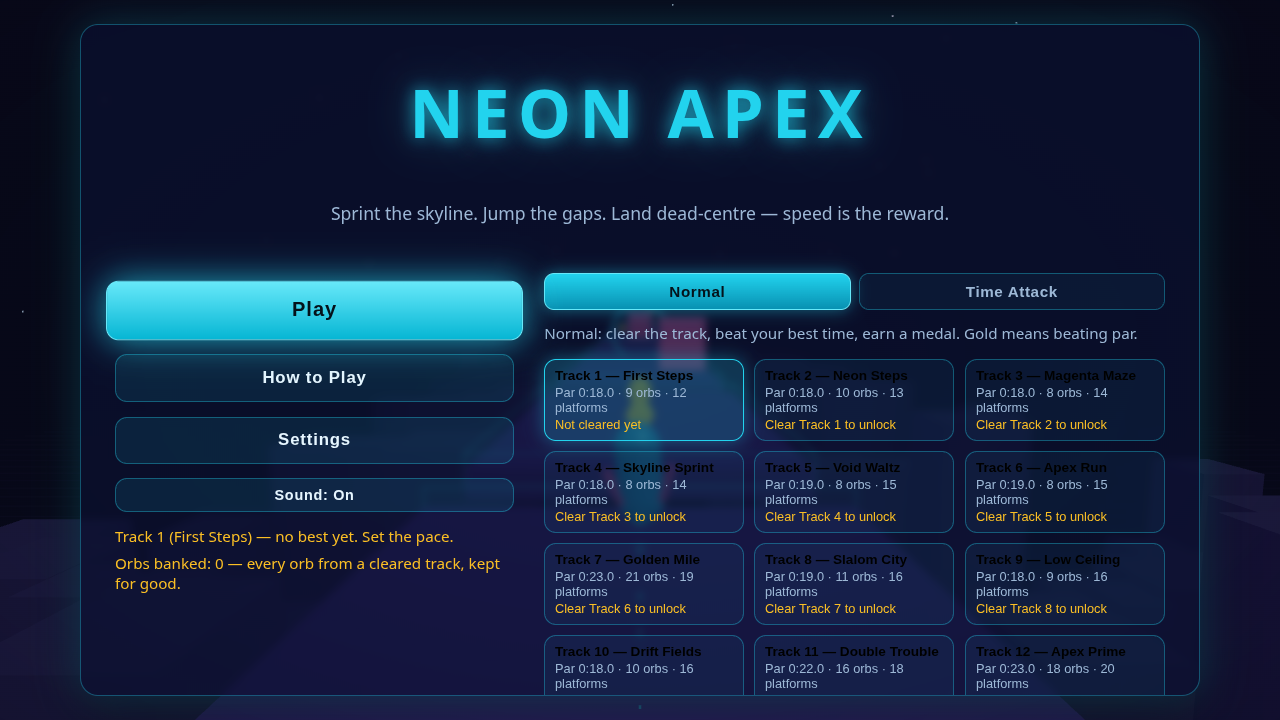 NEON APEX
Sprint the skyline. Jump the gaps. Land dead-centre — speed is the reward.
Play
How to Play
Settings
Sound: On
Track 1 (First Steps) — no best yet. Set the pace.
Orbs banked: 0 — every orb from a cleared track, kept
for good.
Normal
Time Attack
Normal: clear the track, beat your best time, earn a medal. Gold means beating par.
Track 1 — First Steps
Par 0:18.0 · 9 orbs · 12
platforms
Not cleared yet
Track 2 — Neon Steps
Par 0:18.0 · 10 orbs · 13
platforms
Clear Track 1 to unlock
Track 3 — Magenta Maze
Par 0:18.0 · 8 orbs · 14
platforms
Clear Track 2 to unlock
Track 4 — Skyline Sprint
Par 0:18.0 · 8 orbs · 14
platforms
Clear Track 3 to unlock
Track 5 — Void Waltz
Par 0:19.0 · 8 orbs · 15
platforms
Clear Track 4 to unlock
Track 6 — Apex Run
Par 0:19.0 · 8 orbs · 15
platforms
Clear Track 5 to unlock
Track 7 — Golden Mile
Par 0:23.0 · 21 orbs · 19
platforms
Clear Track 6 to unlock
Track 8 — Slalom City
Par 0:19.0 · 11 orbs · 16
platforms
Clear Track 7 to unlock
Track 9 — Low Ceiling
Par 0:18.0 · 9 orbs · 16
platforms
Clear Track 8 to unlock
Track 10 — Drift Fields
Par 0:18.0 · 10 orbs · 16
platforms
Track 11 — Double Trouble
Par 0:22.0 · 16 orbs · 18
platforms
Track 12 — Apex Prime
Par 0:23.0 · 18 orbs · 20
platforms